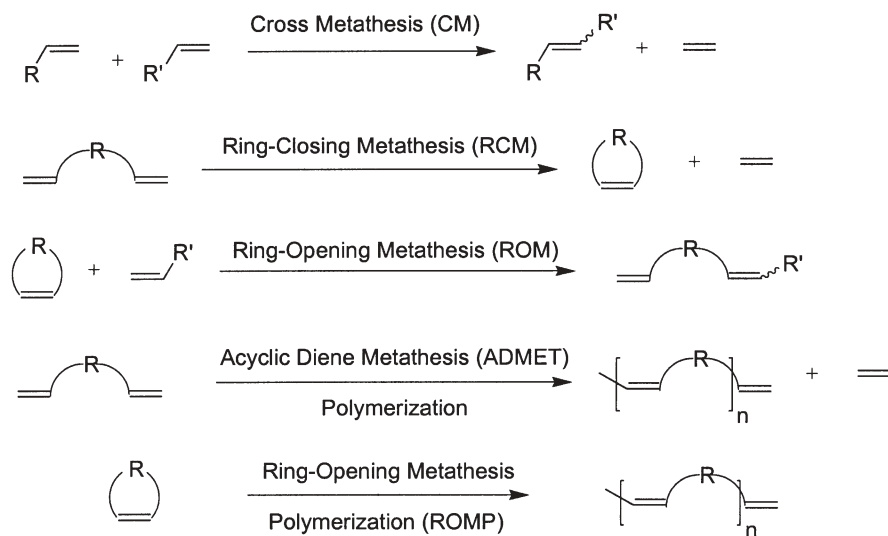 Cross Metathesis (CM)
R + R' R R' +
R Ring-Closing Metathesis (RCM) R +
R + R' Ring-Opening Metathesis (ROM) R R'
R Acyclic Diene Metathesis (ADMET) R n +
Polymerization
R Ring-Opening Metathesis R n
Polymerization (ROMP)